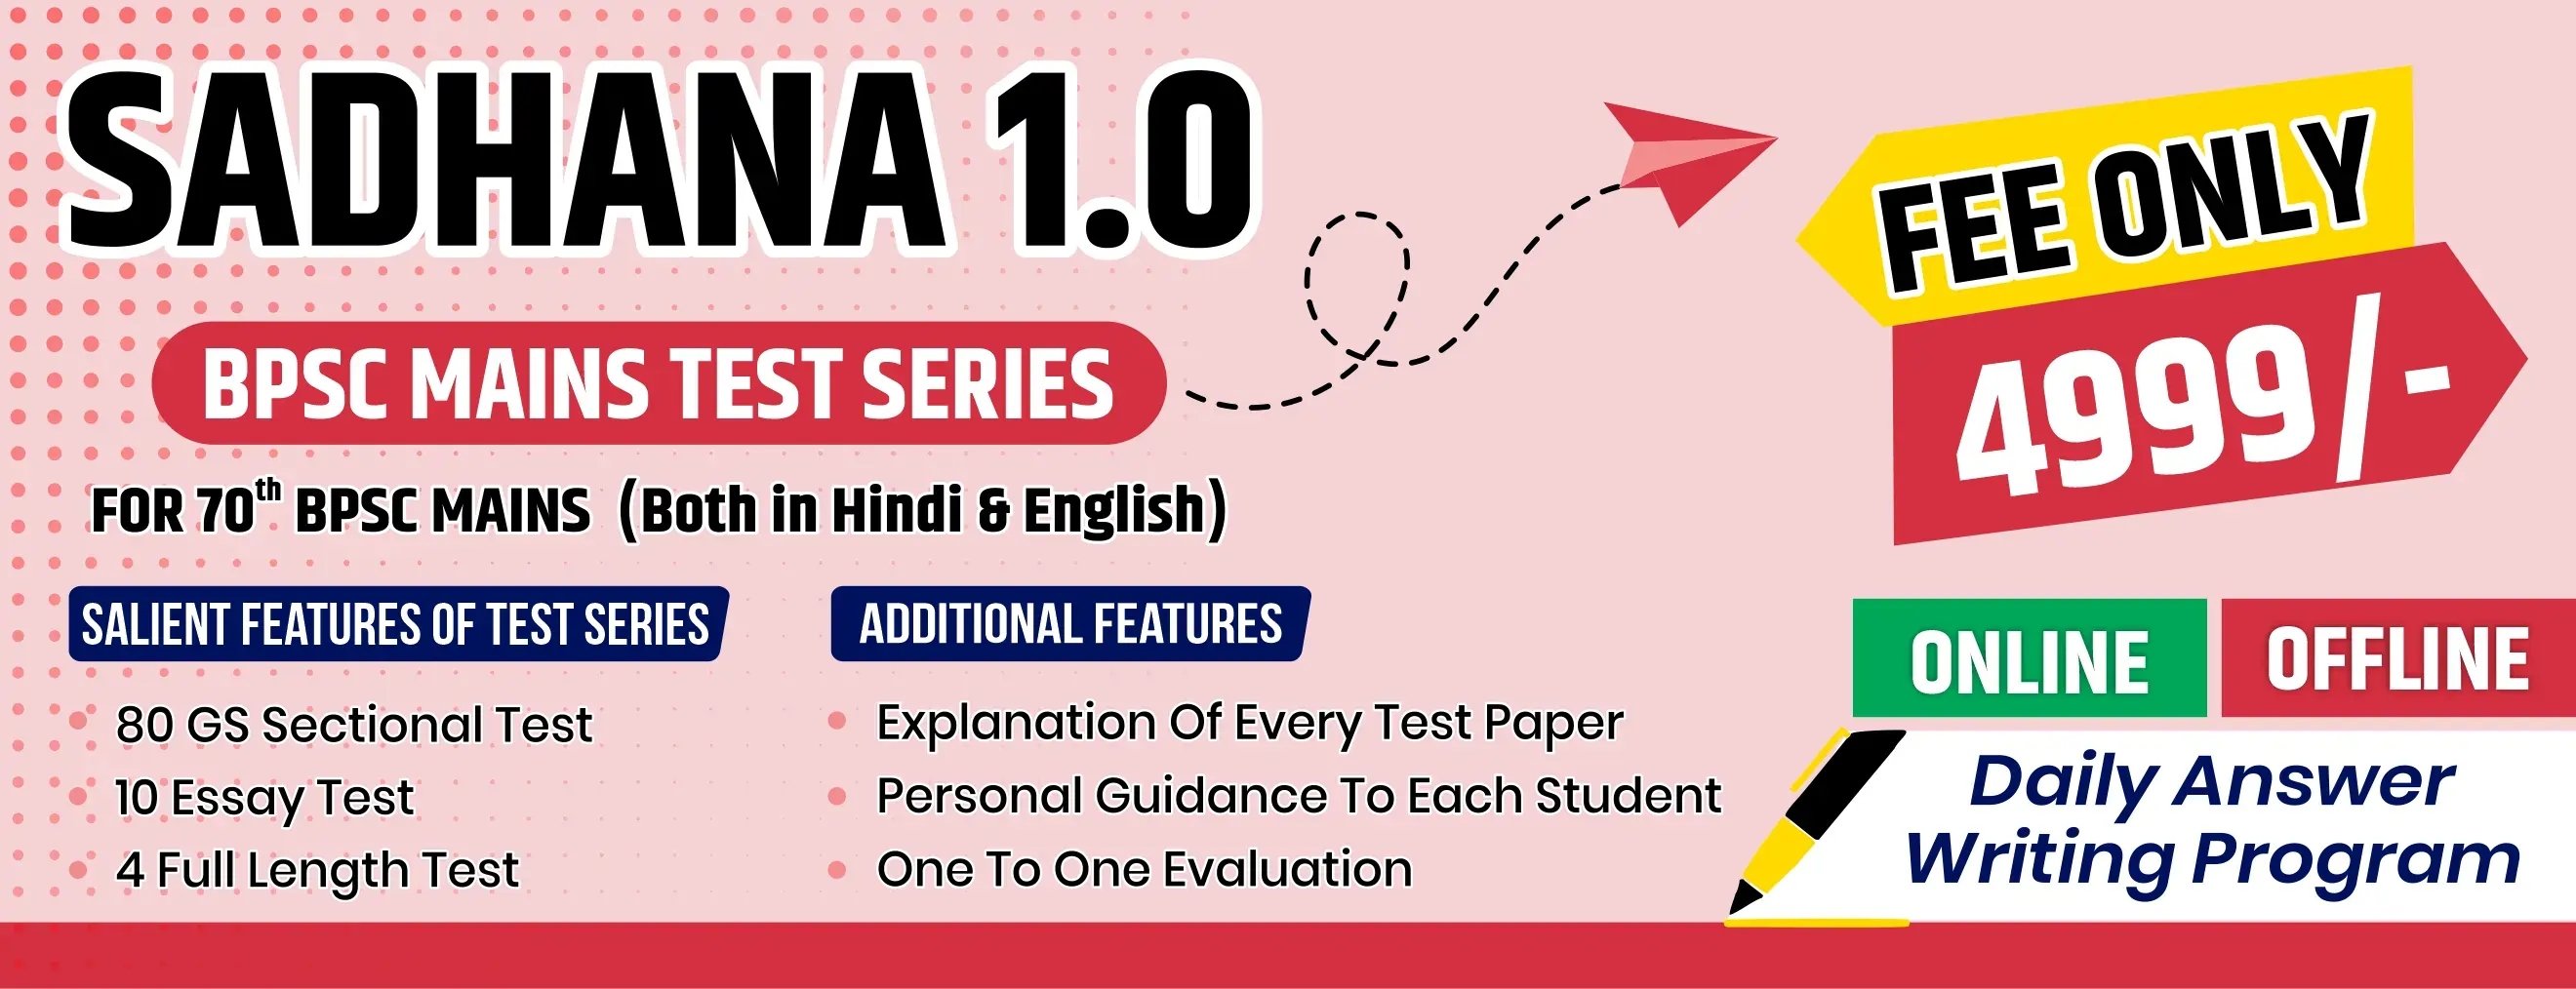 SADHANA 1.0
BPSC MAINS TEST SERIES
FOR 70th BPSC MAINS (Both in Hindi & English)
SALIENT FEATURES OF TEST SERIES
80 GS Sectional Test
10 Essay Test
4 Full Length Test
ADDITIONAL FEATURES
Explanation Of Every Test Paper
Personal Guidance To Each Student
One To One Evaluation
FEE ONLY
4999/-
ONLINE
OFFLINE
Daily Answer
Writing Program